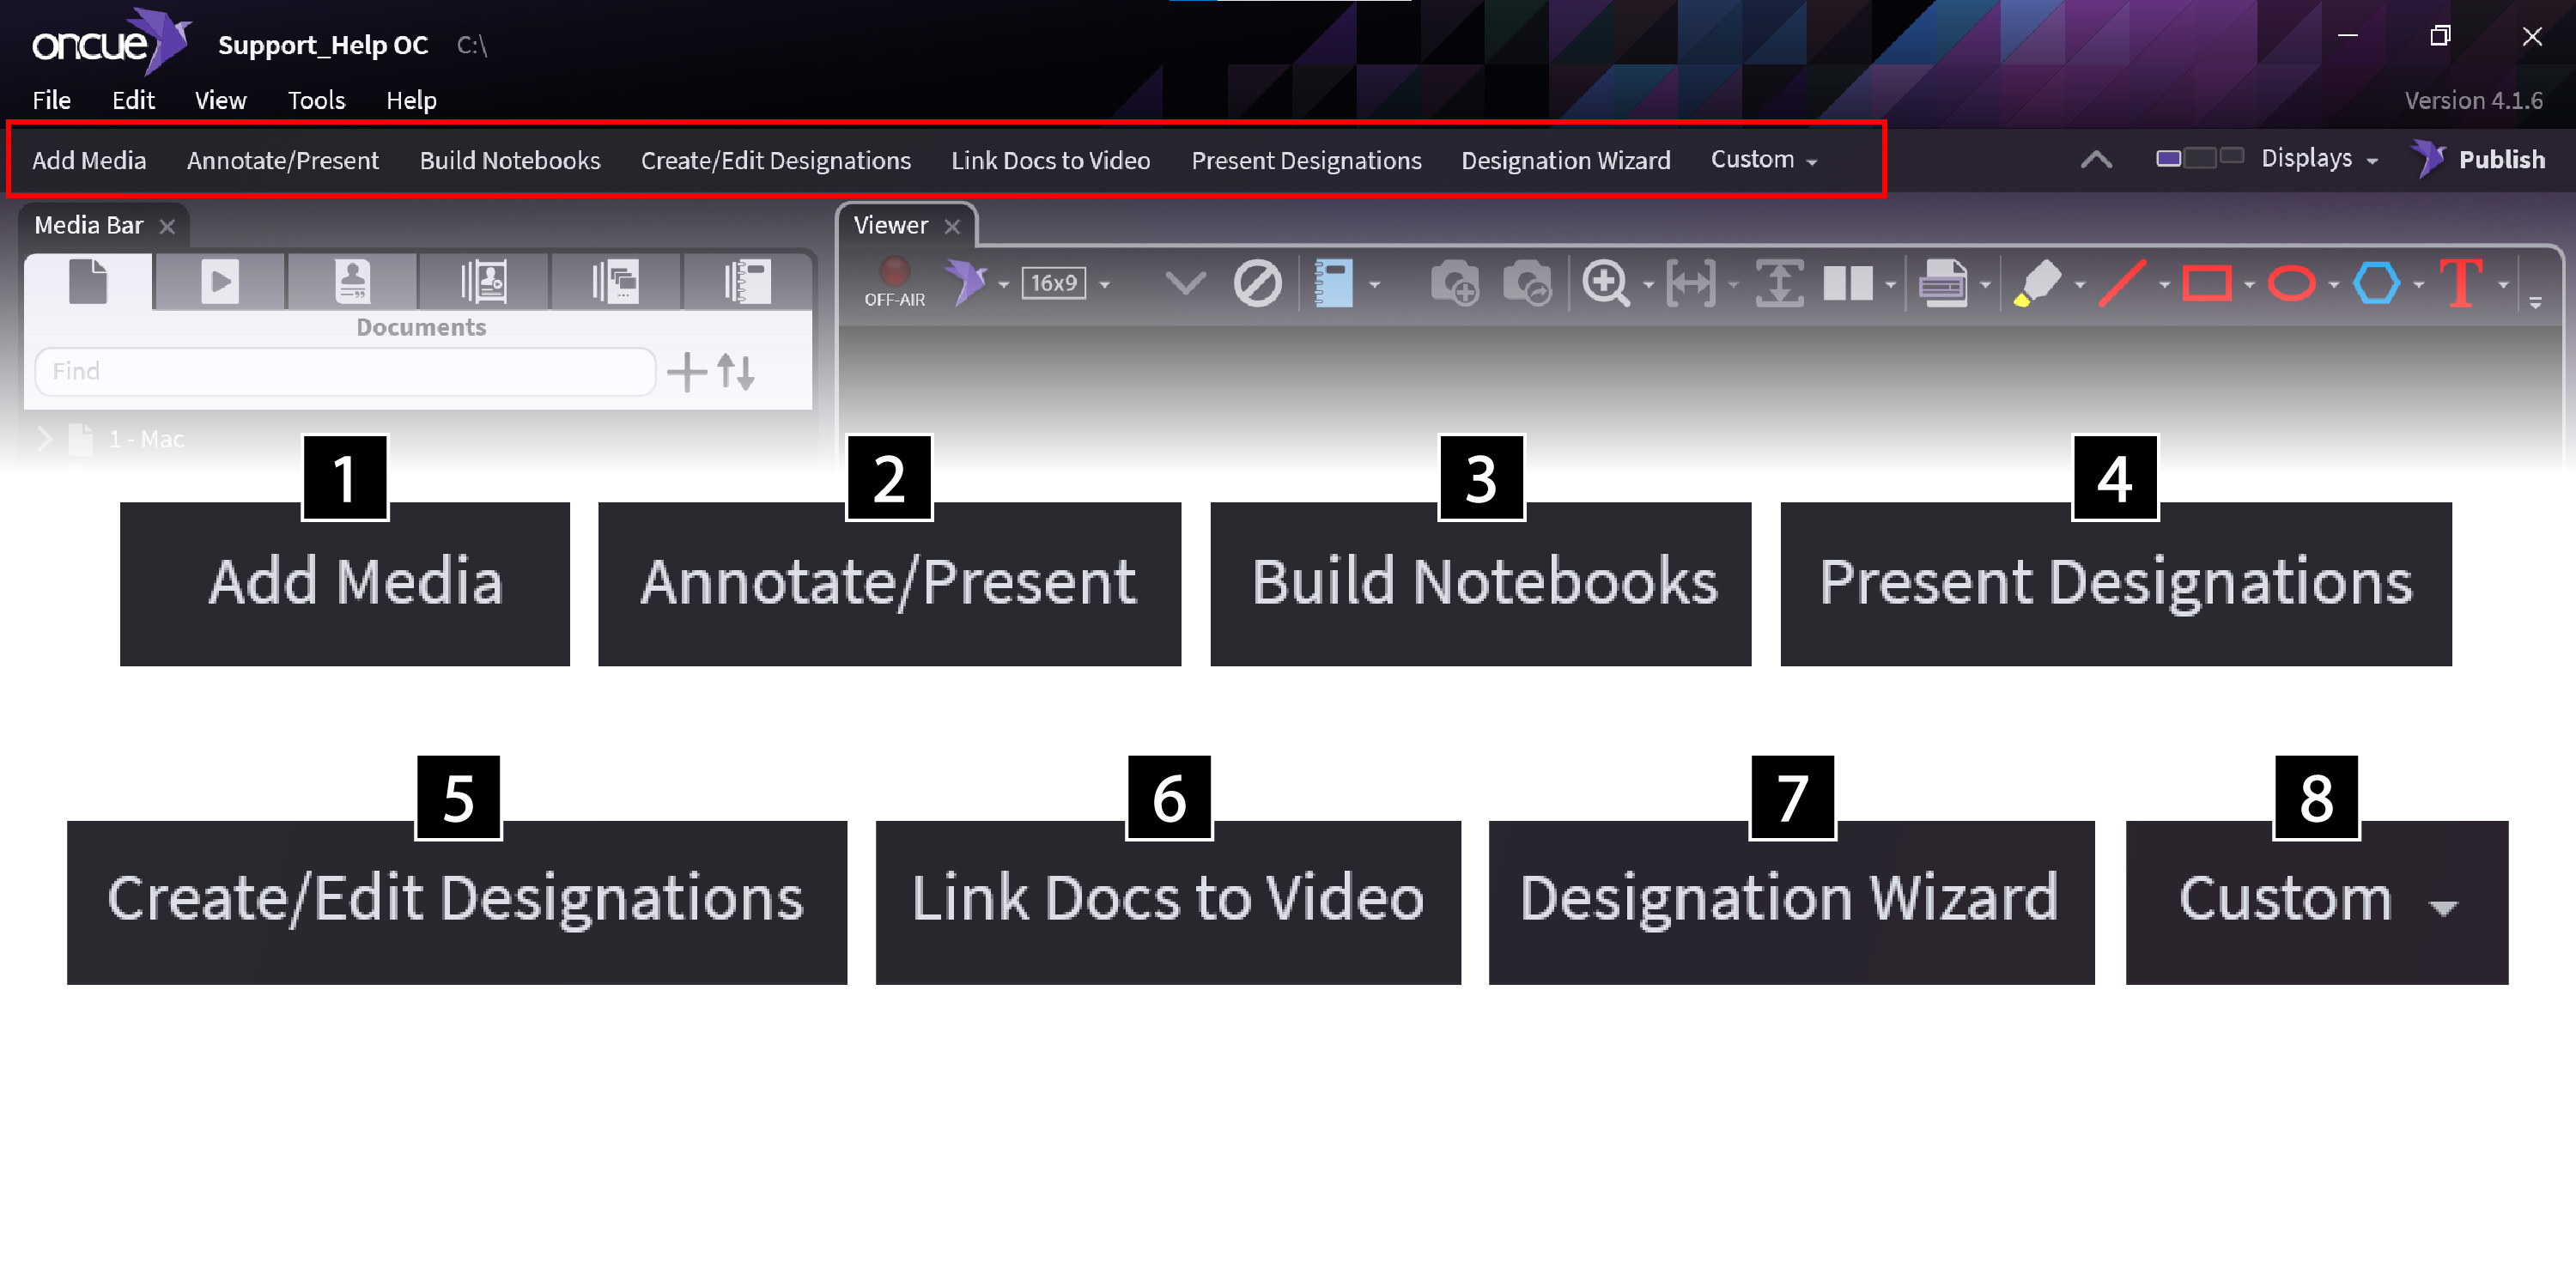 oncue Support_Help OC C:\
File Edit View Tools Help Version 4.1.6
Add Media Annotate/Present Build Notebooks Create/Edit Designations Link Docs to Video Present Designations Designation Wizard Custom Displays Publish
Media Bar Viewer
OFF-AIR 16x9 T
Documents
Find
1 - Mac
1 2 3 4
Add Media Annotate/Present Build Notebooks Present Designations
5 6 7 8
Create/Edit Designations Link Docs to Video Designation Wizard Custom